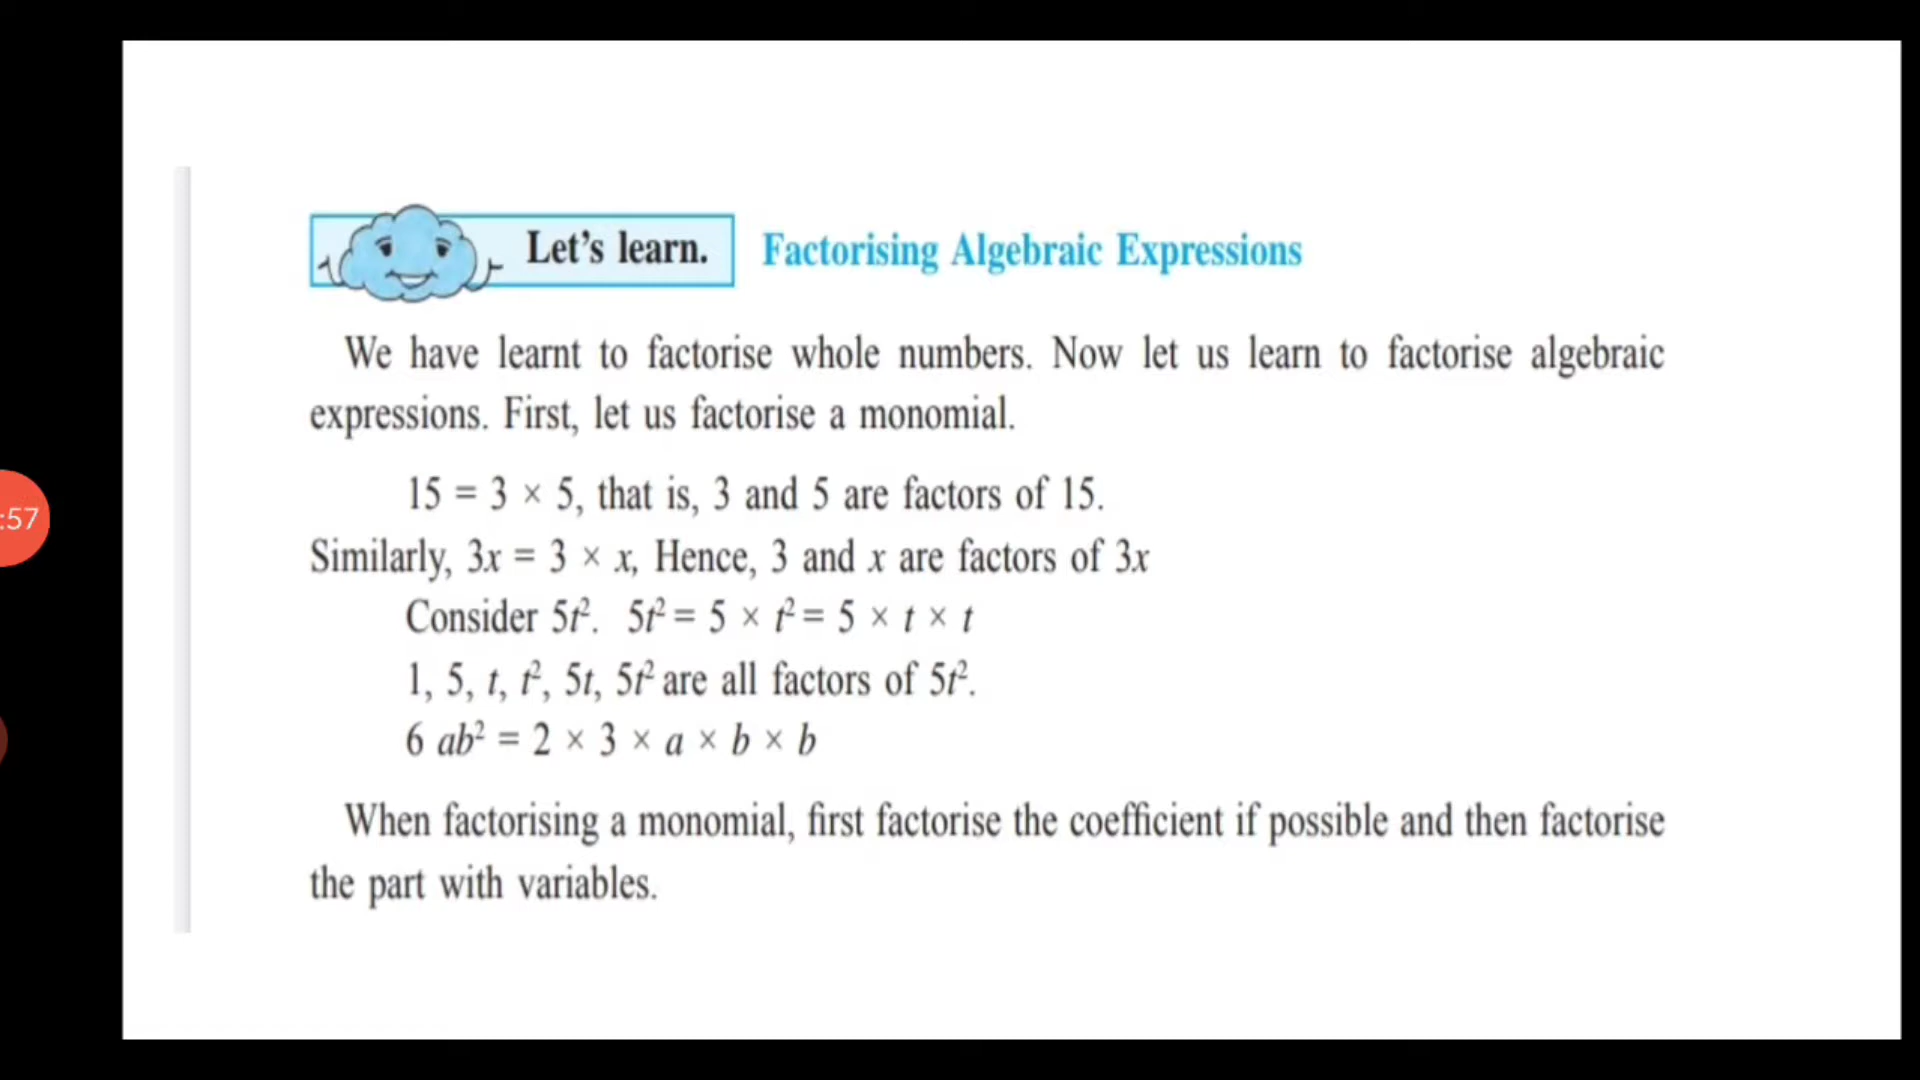 Let's learn. Factorising Algebraic Expressions
We have learnt to factorise whole numbers. Now let us learn to factorise algebraic
expressions. First, let us factorise a monomial.
15 = 3 × 5, that is, 3 and 5 are factors of 15.
Similarly, 3x = 3 × x, Hence, 3 and x are factors of 3x
Consider 5t². 5t² = 5 × t² = 5 × t × t
1, 5, t, t², 5t, 5t² are all factors of 5t².
6 ab² = 2 × 3 × a × b × b
When factorising a monomial, first factorise the coefficient if possible and then factorise
the part with variables.
:57